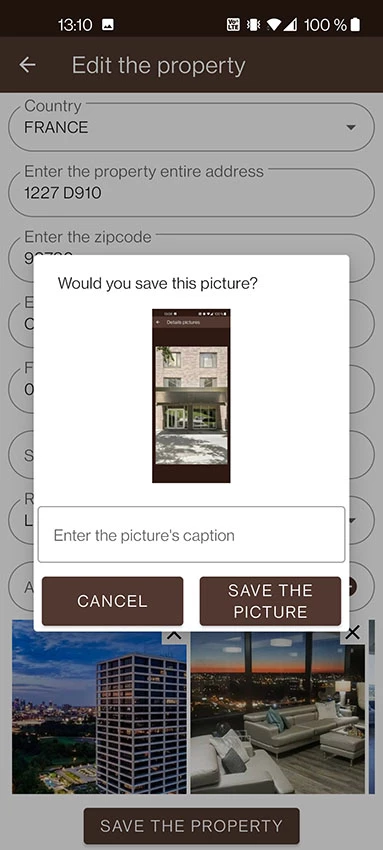 13:10
100 %
Edit the property
Country
FRANCE
Enter the property entire address
1227 D910
Enter the zipcode
Would you save this picture?
Details pictures
Enter the picture's caption
CANCEL
SAVE THE
PICTURE
SAVE THE PROPERTY